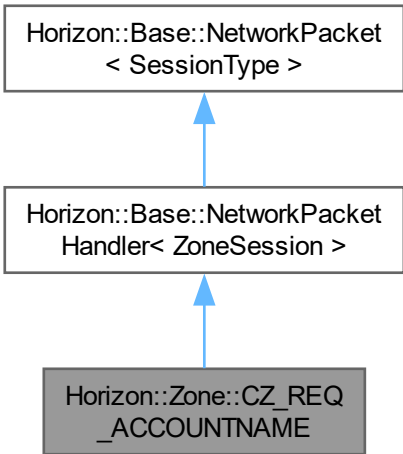 Horizon::Base::NetworkPacket
< SessionType >
Horizon::Base::NetworkPacket
Handler< ZoneSession >
Horizon::Zone::CZ_REQ
_ACCOUNTNAME